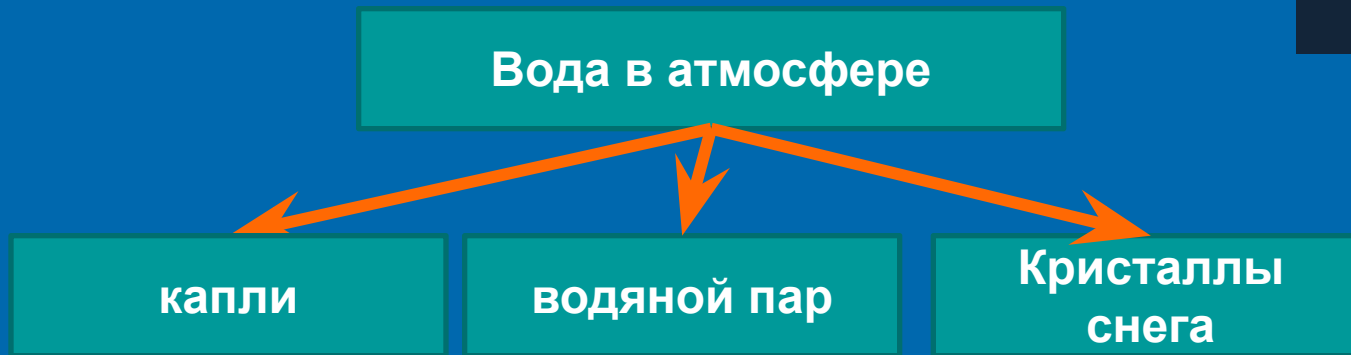 Вода в атмосфере
капли
водяной пар
Кристаллы
снега